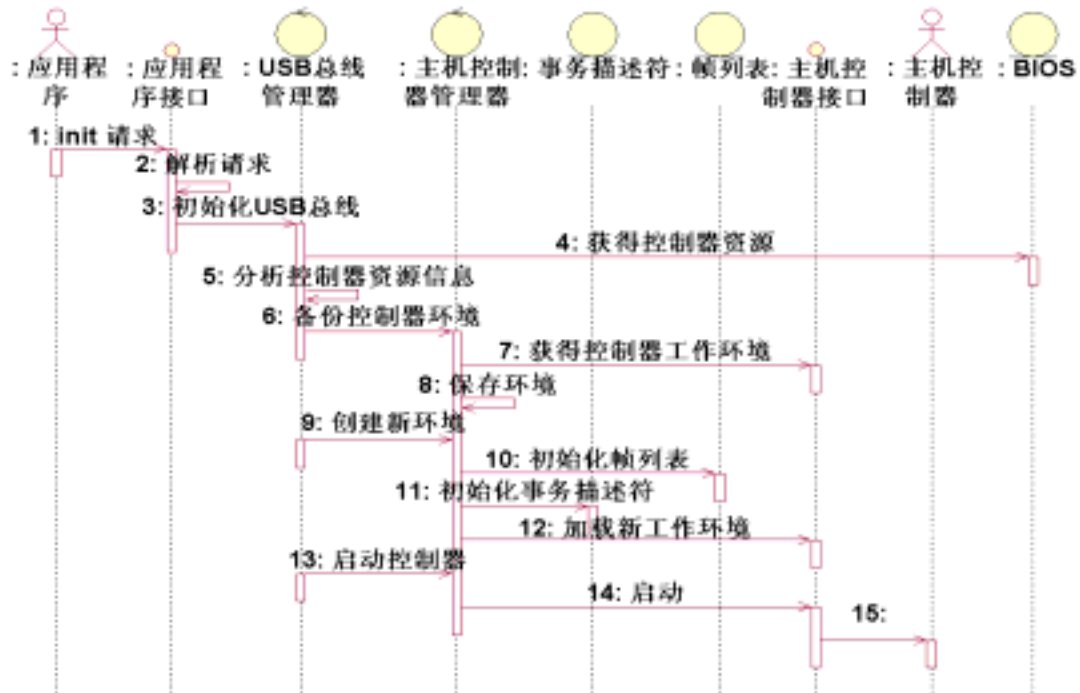 : 应用程序
: 应用程序接口
: USB总线管理器
: 主机控制器管理器
: 事务描述符
: 帧列表
: 主机控制器接口
: 主机控制器
: BIOS
1: init 请求
2: 解析请求
3: 初始化USB总线
4: 获得控制器资源
5: 分析控制器资源信息
6: 备份控制器环境
7: 获得控制器工作环境
8: 保存环境
9: 创建新环境
10: 初始化帧列表
11: 初始化事务描述符
12: 加载新工作环境
13: 启动控制器
14: 启动
15: